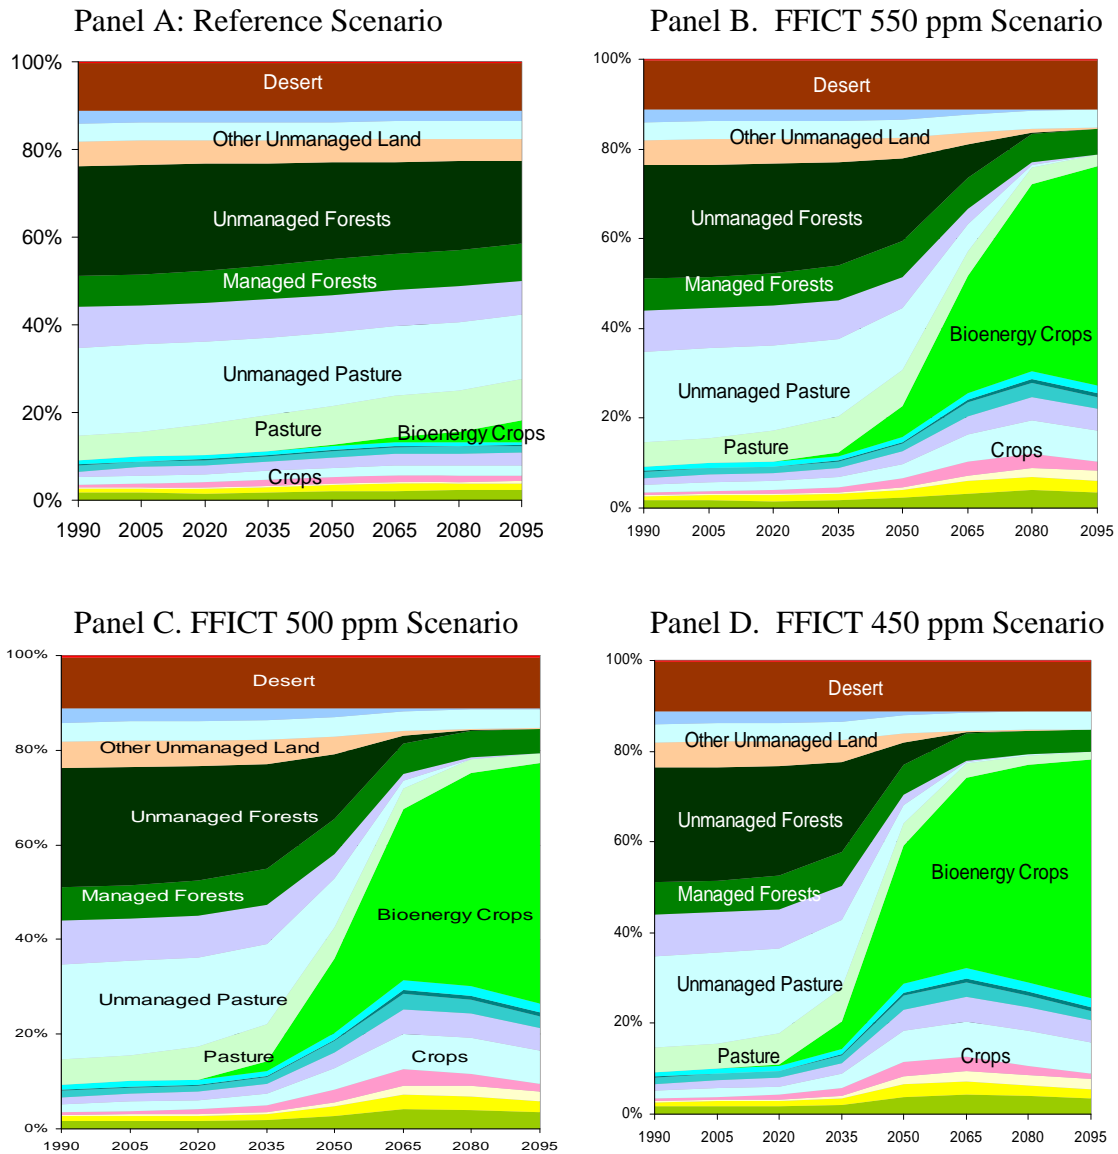 Panel A: Reference Scenario
100%
80%
60%
40%
20%
0%
Desert
Other Unmanaged Land
Unmanaged Forests
Managed Forests
Unmanaged Pasture
Pasture
Bioenergy Crops
Crops
1990 2005 2020 2035 2050 2065 2080 2095
Panel B. FFICT 550 ppm Scenario
100%
80%
60%
40%
20%
0%
Desert
Other Unmanaged Land
Unmanaged Forests
Managed Forests
Bioenergy Crops
Unmanaged Pasture
Pasture
Crops
1990 2005 2020 2035 2050 2065 2080 2095
Panel C. FFICT 500 ppm Scenario
100%
80%
60%
40%
20%
0%
Desert
Other Unmanaged Land
Unmanaged Forests
Managed Forests
Bioenergy Crops
Unmanaged Pasture
Pasture
Crops
1990 2005 2020 2035 2050 2065 2080 2095
Panel D. FFICT 450 ppm Scenario
100%
80%
60%
40%
20%
0%
Desert
Other Unmanaged Land
Unmanaged Forests
Bioenergy Crops
Managed Forests
Unmanaged Pasture
Pasture
Crops
1990 2005 2020 2035 2050 2065 2080 2095